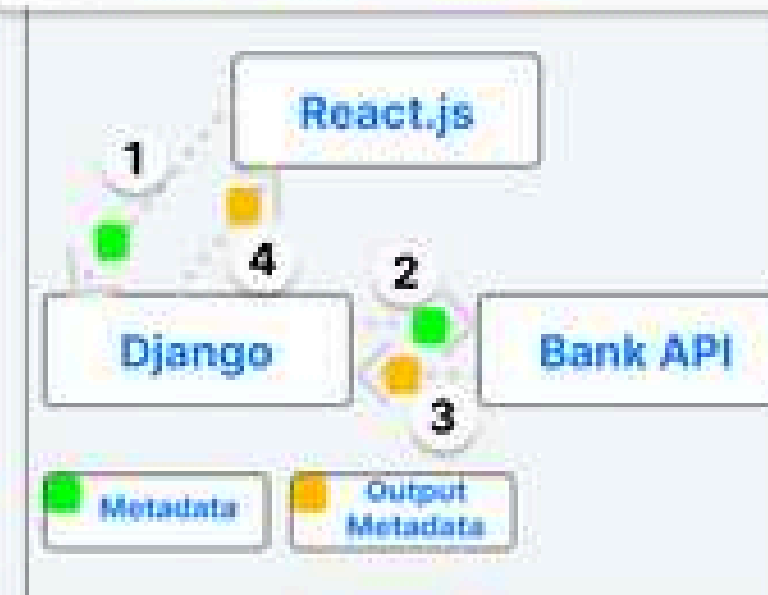 React.js
1
4
2
Django
Bank API
3
Metadata
Output
Metadata